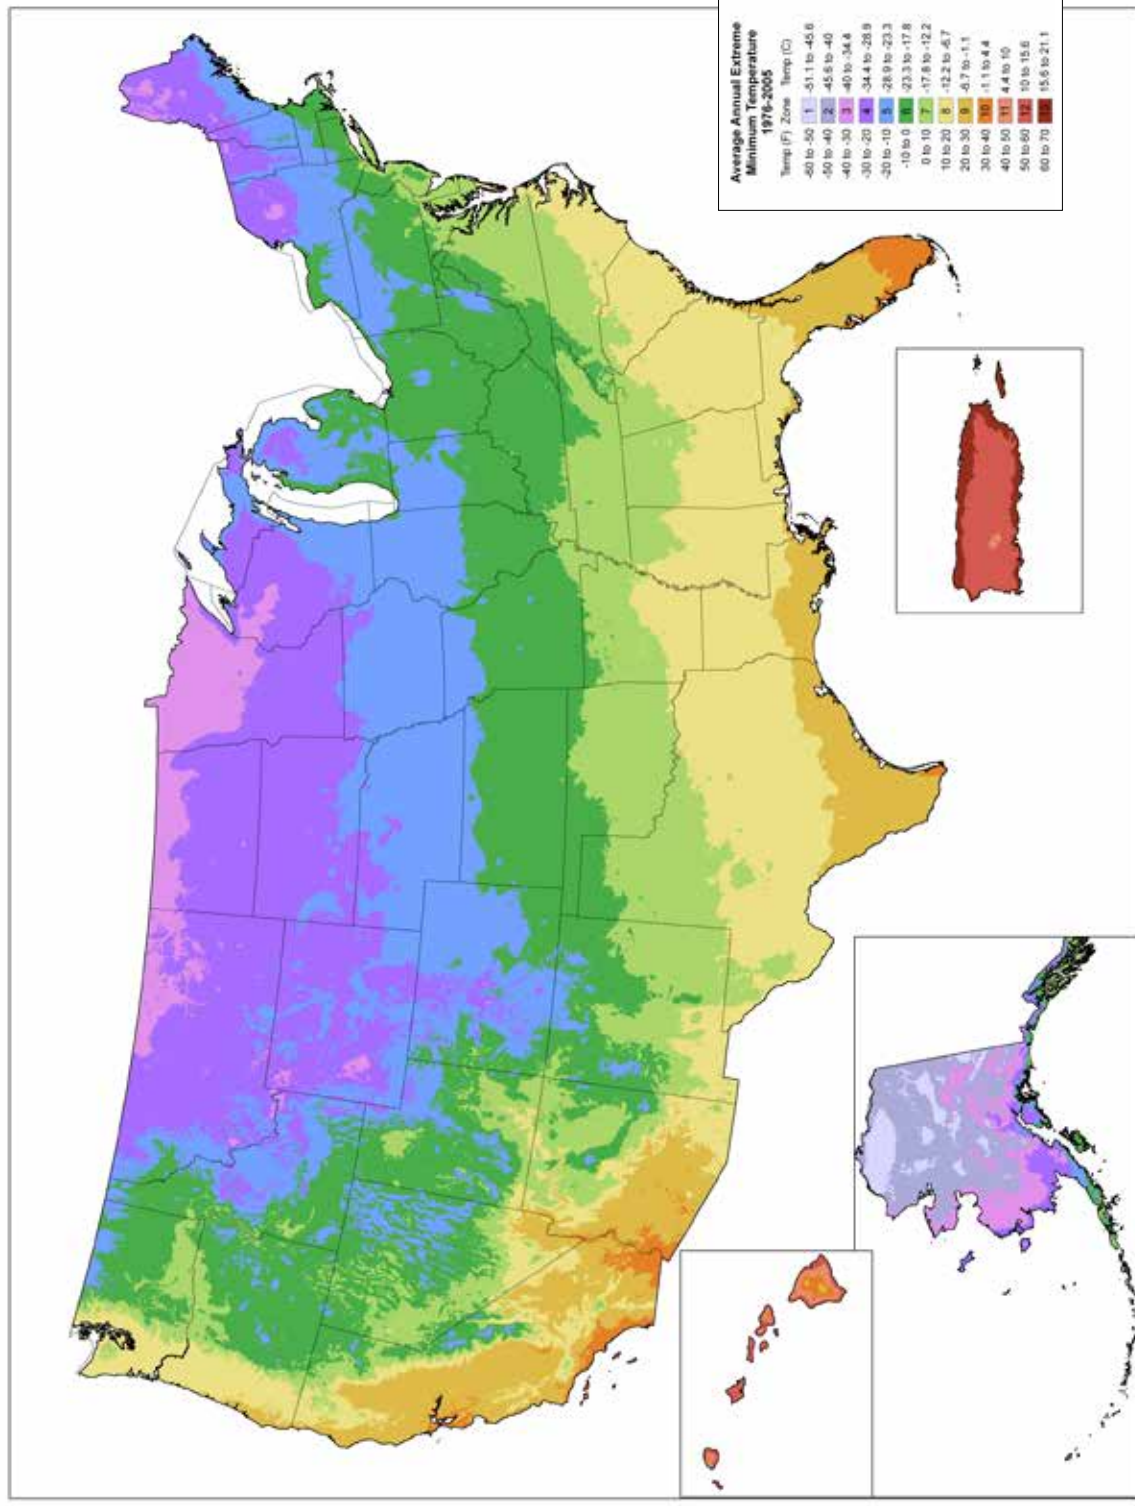 Average Annual Extreme
Minimum Temperature
1976-2005
Temp (F) Zone Temp (C)
-60 to -50 1 -51.1 to -45.6
-50 to -40 2 -45.6 to -40
-40 to -30 3 -40 to -34.4
-30 to -20 4 -34.4 to -28.9
-20 to -10 5 -28.9 to -23.3
-10 to 0 6 -23.3 to -17.8
0 to 10 7 -17.8 to -12.2
10 to 20 8 -12.2 to -6.7
20 to 30 9 -6.7 to -1.1
30 to 40 10 -1.1 to 4.4
40 to 50 11 4.4 to 10
50 to 60 12 10 to 15.6
60 to 70 13 15.6 to 21.1